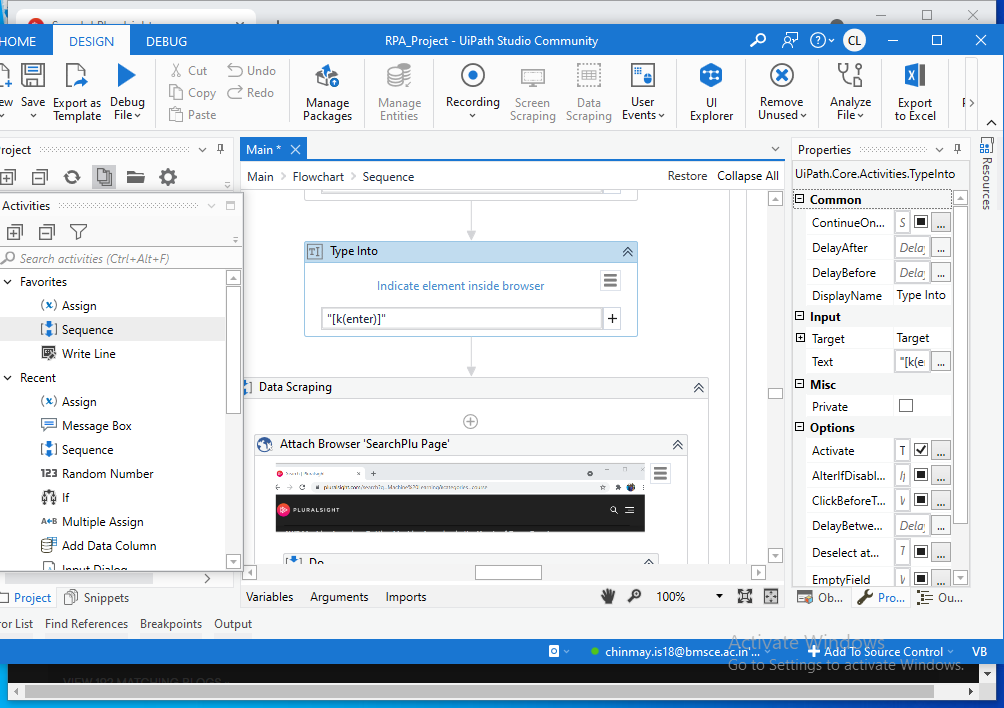 HOME
DESIGN
DEBUG
RPA_Project - UiPath Studio Community
CL
Save
Export as Template
Debug File
Cut
Copy
Paste
Undo
Redo
Manage Packages
Manage Entities
Recording
Screen Scraping
Data Scraping
User Events
UI Explorer
Remove Unused
Analyze File
Export to Excel
Main *
Properties
Resources
Main
Flowchart
Sequence
Restore
Collapse All
UiPath.Core.Activities.TypeInto
Activities
Search activities (Ctrl+Alt+F)
Favorites
Assign
Sequence
Write Line
Recent
Assign
Message Box
Sequence
Random Number
If
Multiple Assign
Add Data Column
Input Dialog
Type Into
Indicate element inside browser
"[k(enter)]"
Data Scraping
Attach Browser 'SearchPlu Page'
PLURALSIGHT
Do
Common
ContinueOn...
DelayAfter
Delay
DelayBefore
Delay
DisplayName
Type Into
Input
Target
Target
Text
"[k(e
Misc
Private
Options
Activate
AlterIfDisabl...
ClickBeforeT...
DelayBetwe...
Delay
Deselect at...
EmptyField
Project
Snippets
Variables
Arguments
Imports
100%
Ob...
Pro...
Ou...
Find References
Breakpoints
Output
chinmay.is18@bmsce.ac.in'...
Add To Source Control
VB
Activate Windows
Go to Settings to activate Windows.